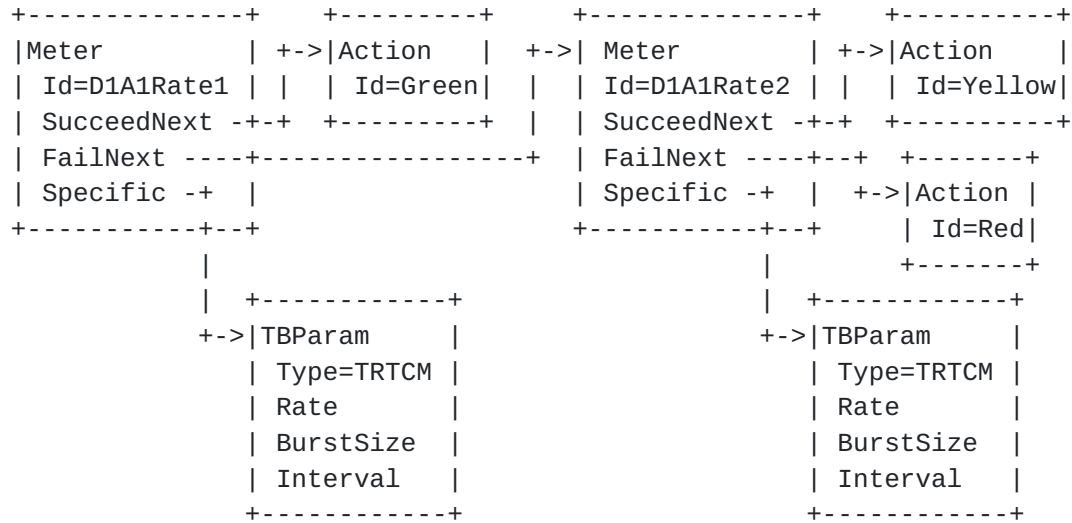 +--------------+    +---------+    +--------------+    +----------+
|Meter         | +->|Action   |  +->| Meter        | +->|Action    |
| Id=D1A1Rate1 | |  | Id=Green|  |  | Id=D1A1Rate2 | |  | Id=Yellow|
| SucceedNext -+-+  +---------+  |  | SucceedNext -+-+  +----------+
| FailNext ----+-----------------+  | FailNext ----+--+  +-------+
| Specific -+  |                    | Specific -+  |  +->|Action |
+-----------+--+                    +-----------+--+     | Id=Red|
            |                                   |        +-------+
            |  +------------+                   |  +------------+
            +->|TBParam     |                   +->|TBParam     |
               | Type=TRTCM |                      | Type=TRTCM |
               | Rate       |                      | Rate       |
               | BurstSize  |                      | BurstSize  |
               | Interval   |                      | Interval   |
               +------------+                      +------------+